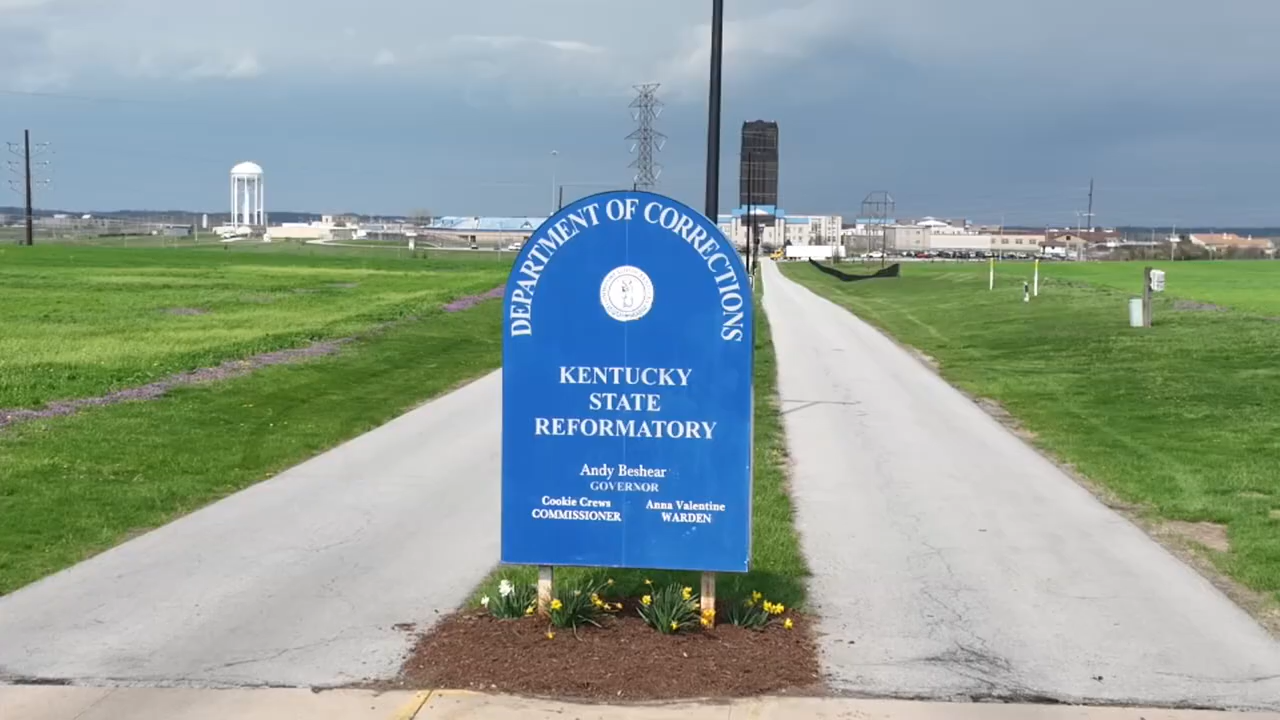 DEPARTMENT OF CORRECTIONS
KENTUCKY
STATE
REFORMATORY
Andy Beshear
GOVERNOR
Cookie Crews Anna Valentine
COMMISSIONER WARDEN